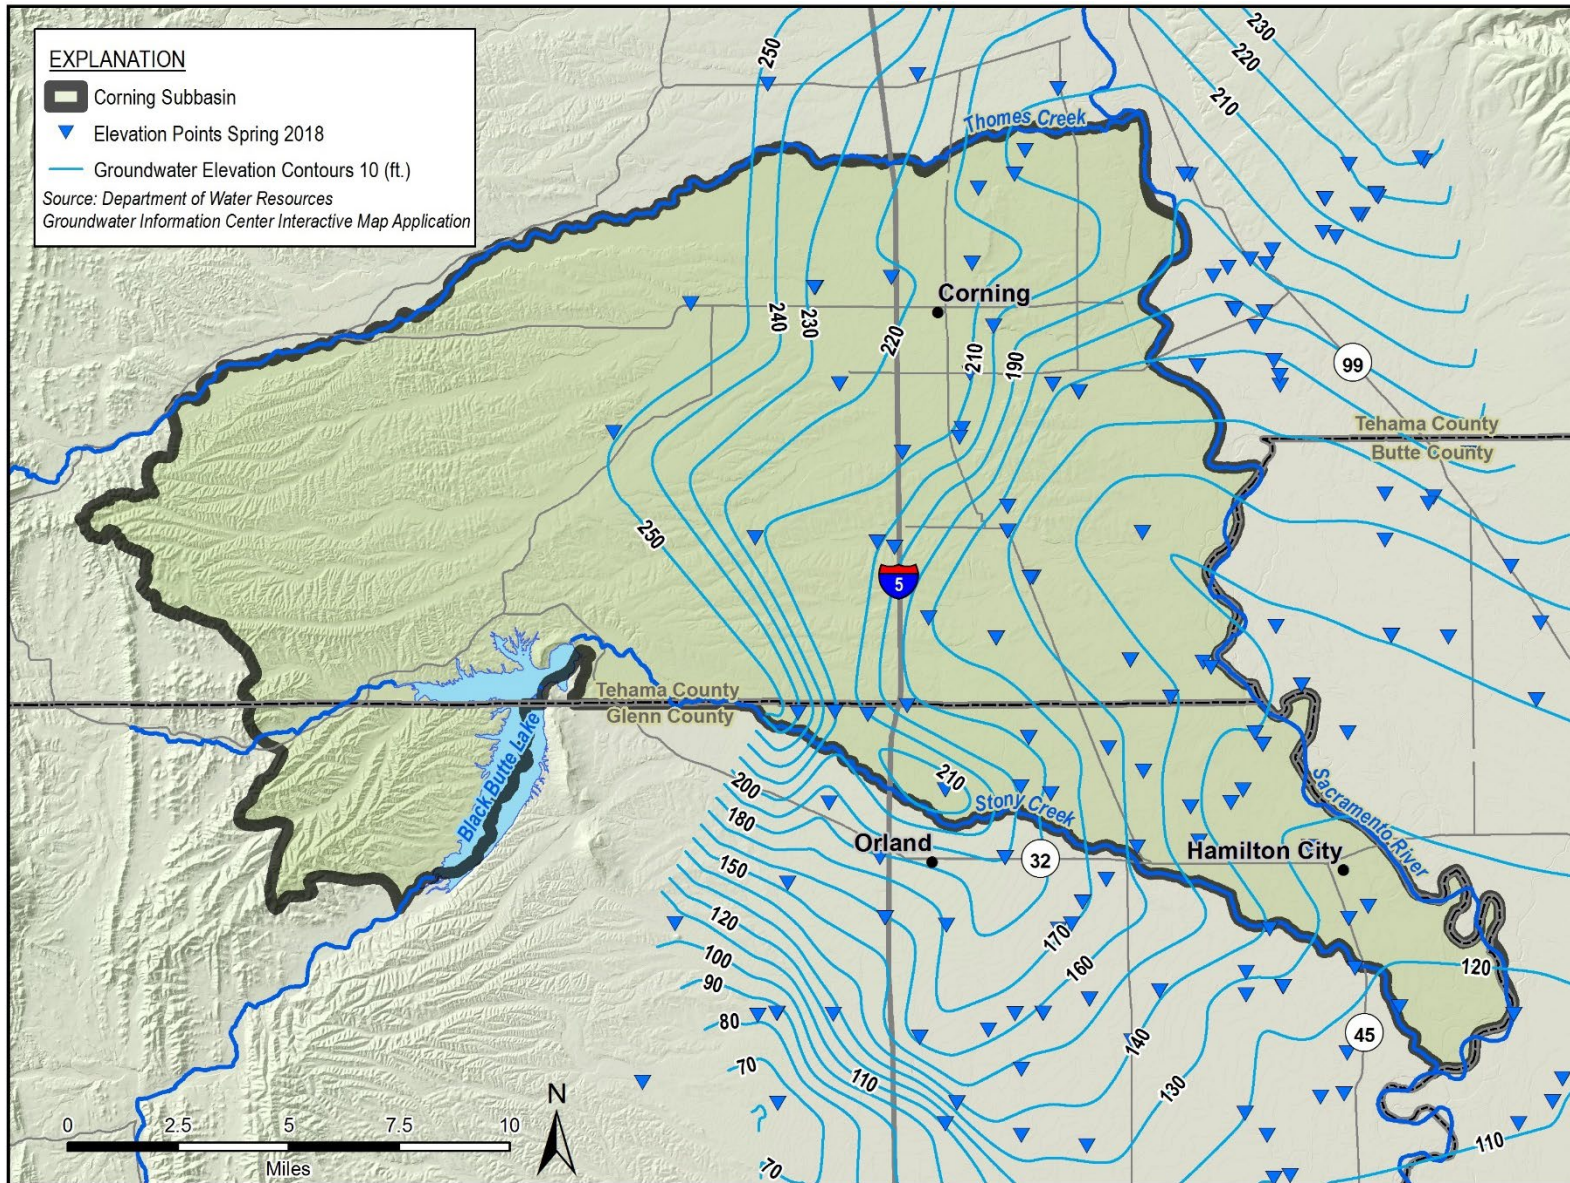 EXPLANATION
Corning Subbasin
Elevation Points Spring 2018
Groundwater Elevation Contours 10 (ft.)
Source: Department of Water Resources
Groundwater Information Center Interactive Map Application
250
230
220
210
Thomes Creek
Corning
240
230
220
210
190
99
Tehama County
Butte County
250
5
Tehama County
Glenn County
Black Butte Lake
200
180
150
120
100
90
80
70
110
70
210
Stony Creek
Orland
32
Hamilton City
Sacramento River
170
160
140
130
120
45
110
N
0 2.5 5 7.5 10
Miles